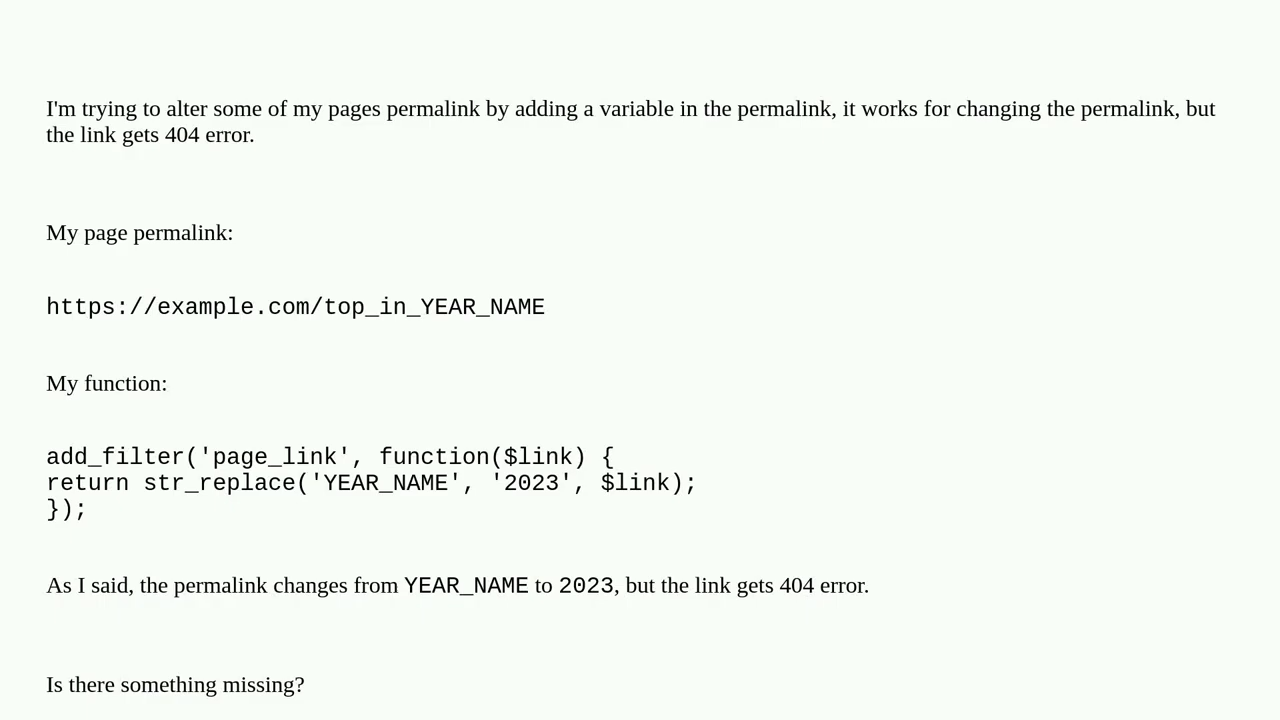 I'm trying to alter some of my pages permalink by adding a variable in the permalink, it works for changing the permalink, but
the link gets 404 error.
My page permalink:
https://example.com/top_in_YEAR_NAME
My function:
add_filter('page_link', function($link) {
return str_replace('YEAR_NAME', '2023', $link);
});
As I said, the permalink changes from YEAR_NAME to 2023, but the link gets 404 error.
Is there something missing?